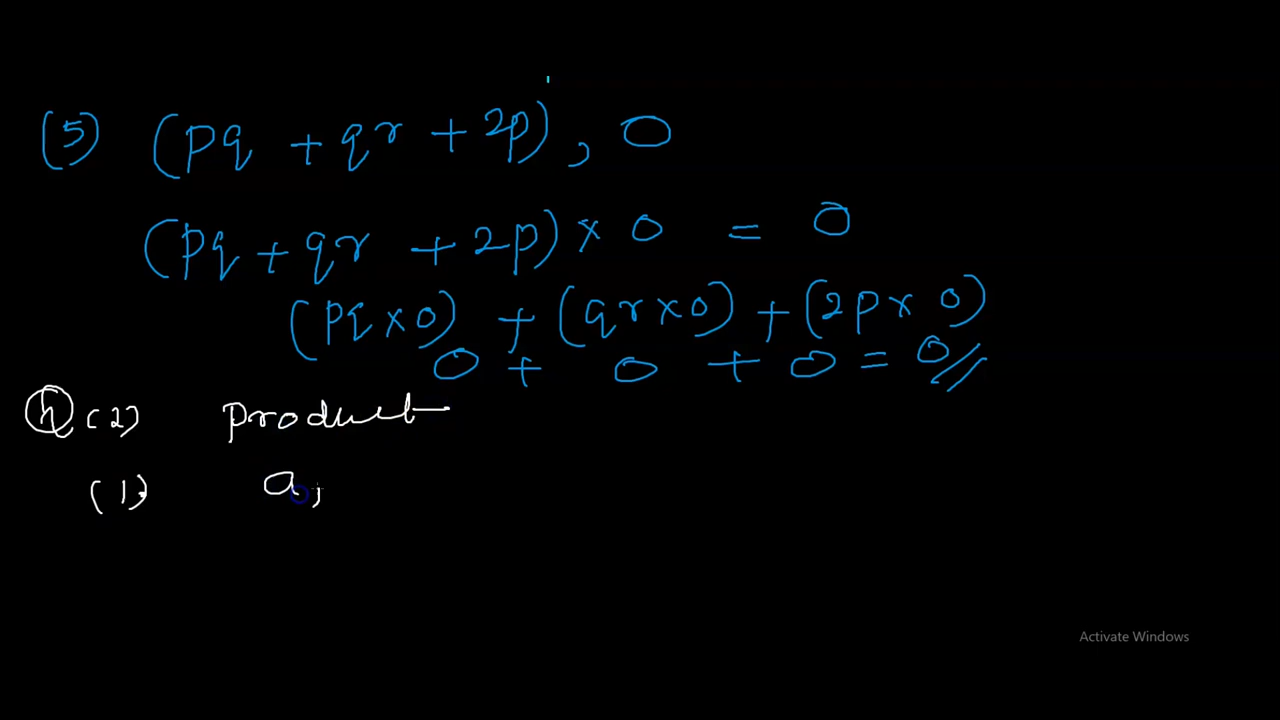 (5) (pq + qr + 2p), 0
(pq + qr + 2p) × 0 = 0
(pq × 0) + (qr × 0) + (2p × 0)
0 + 0 + 0 = 0//
(2) product
(1) a,
Activate Windows